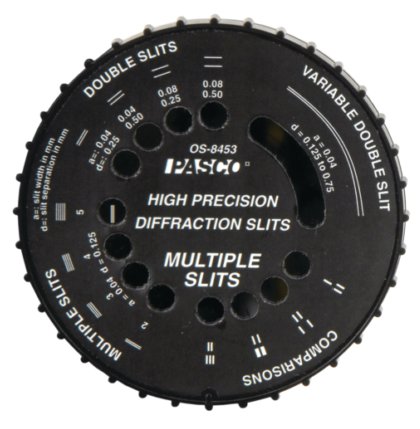 DOUBLE SLITS
a=: 0.04 0.04 0.08 0.08
d=: 0.25 0.50 0.25 0.50
VARIABLE DOUBLE SLIT
a = 0.04
d = 0.125 to 0.75
OS-8453
PASCO
HIGH PRECISION
DIFFRACTION SLITS
MULTIPLE
SLITS
a=: slit width in mm
d=: slit separation in mm
MULTIPLE SLITS
5 4 3 2
a = 0.04 d = 0.125
COMPARISONS